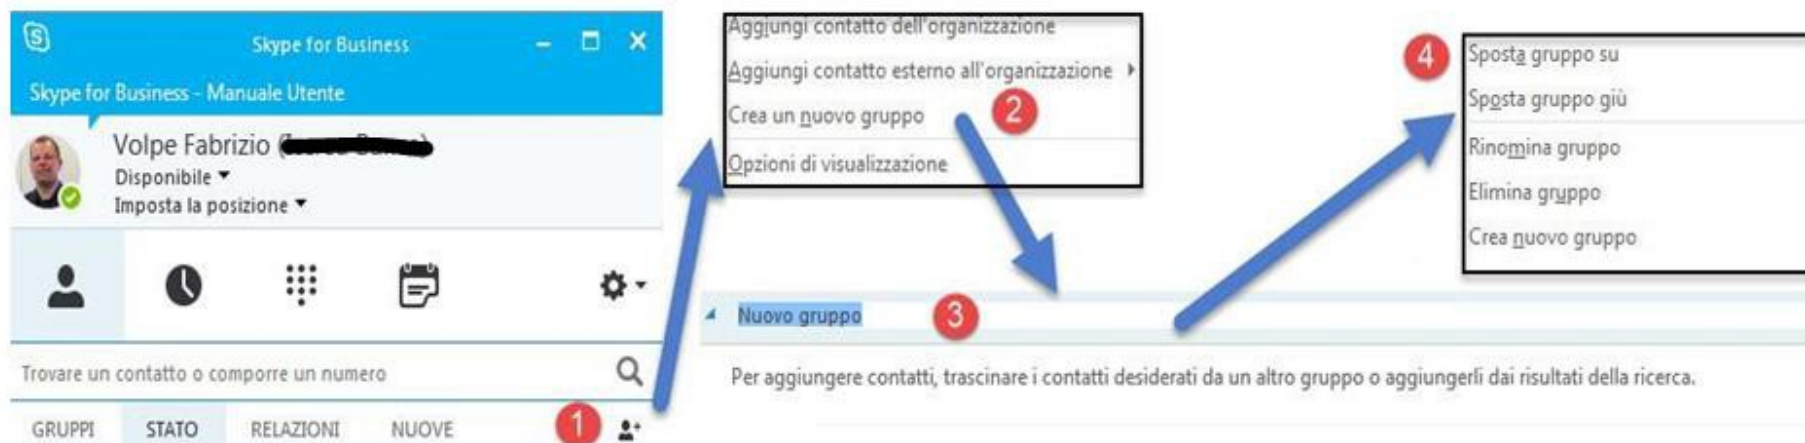 Skype for Business
Skype for Business - Manuale Utente
Volpe Fabrizio
Disponibile
Imposta la posizione
Trovare un contatto o comporre un numero
GRUPPI STATO RELAZIONI NUOVE
1
Aggiungi contatto dell'organizzazione
Aggiungi contatto esterno all'organizzazione
2
Crea un nuovo gruppo
Opzioni di visualizzazione
Nuovo gruppo
3
Per aggiungere contatti, trascinare i contatti desiderati da un altro gruppo o aggiungerli dai risultati della ricerca.
4
Sposta gruppo su
Sposta gruppo giù
Rinomina gruppo
Elimina gruppo
Crea nuovo gruppo